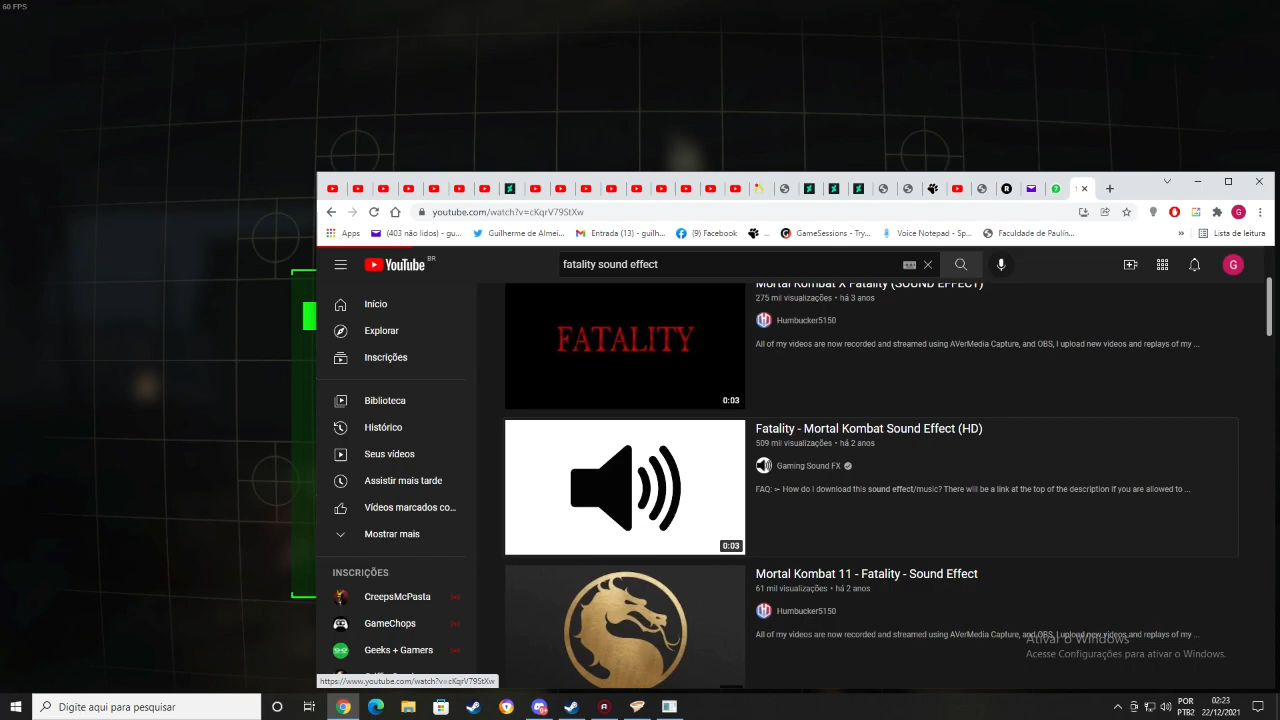 60 FPS
youtube.com/watch?v=cKqrV79StXw
Apps
(403 não lidos) - gu...
Guilherme de Almei...
Entrada (13) - guilh...
(9) Facebook
...
GameSessions - Try...
Voice Notepad - Sp...
Faculdade de Paulín...
»
Lista de leitura
YouTube BR
fatality sound effect
G
Início
Explorar
Inscrições
Biblioteca
Histórico
Seus vídeos
Assistir mais tarde
Vídeos marcados co...
Mostrar mais
INSCRIÇÕES
CreepsMcPasta
GameChops
Geeks + Gamers
https://www.youtube.com/watch?v=cKqrV79StXw
FATALITY
0:03
Mortal Kombat X Fatality (SOUND EFFECT)
275 mil visualizações • há 3 anos
Humbucker5150
All of my videos are now recorded and streamed using AVerMedia Capture, and OBS, I upload new videos and replays of my ...
0:03
Fatality - Mortal Kombat Sound Effect (HD)
509 mil visualizações • há 2 anos
Gaming Sound FX
FAQ: ➳ How do I download this sound effect/music? There will be a link at the top of the description if you are allowed to ...
Mortal Kombat 11 - Fatality - Sound Effect
61 mil visualizações • há 2 anos
Humbucker5150
All of my videos are now recorded and streamed using AVerMedia Capture, and OBS, I upload new videos and replays of my ...
Ativar o Windows
Acesse Configurações para ativar o Windows.
Digite aqui para pesquisar
POR
PTB2
02:23
22/12/2021